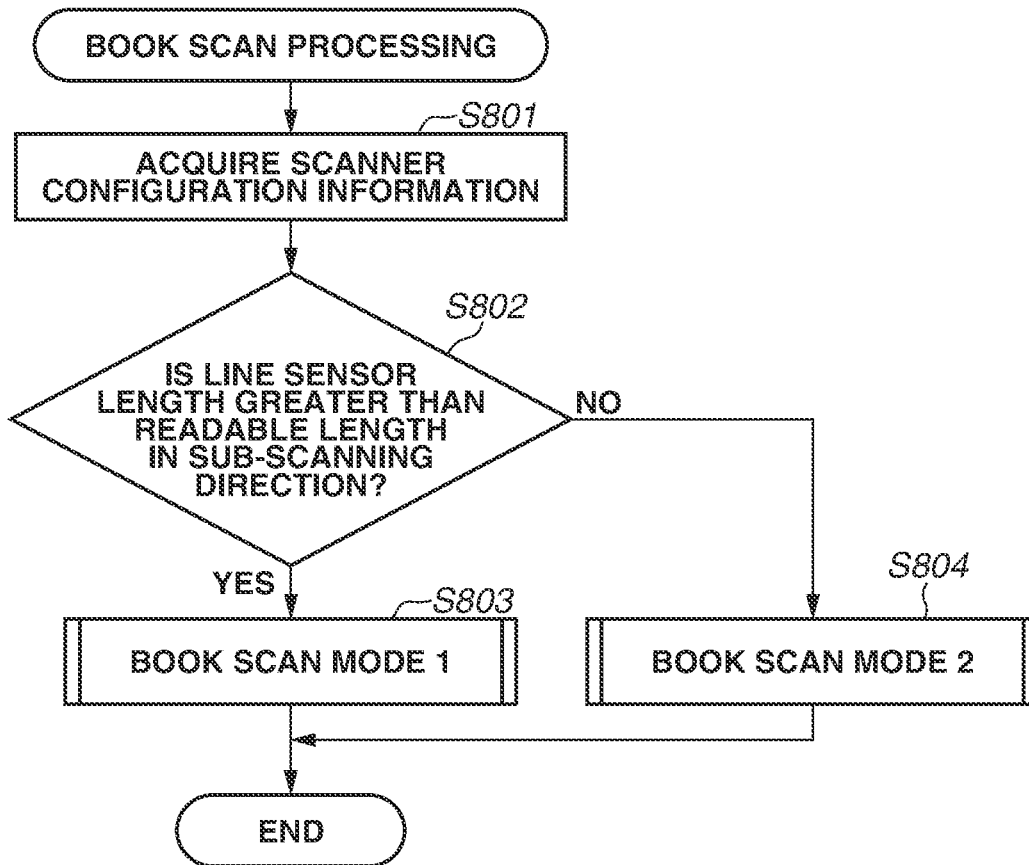 BOOK SCAN PROCESSING
S801
ACQUIRE SCANNER
CONFIGURATION INFORMATION
S802
IS LINE SENSOR
LENGTH GREATER THAN
READABLE LENGTH
IN SUB-SCANNING
DIRECTION?
NO
YES
S803
BOOK SCAN MODE 1
S804
BOOK SCAN MODE 2
END